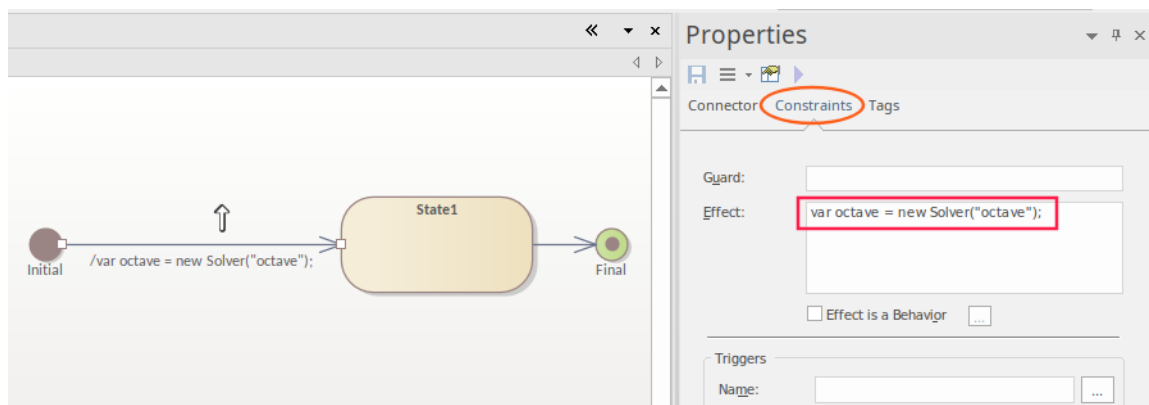 State1
Initial
/var octave = new Solver("octave");
Final
Properties
Connector Constraints Tags
Guard:
Effect: var octave = new Solver("octave");
Effect is a Behavior ...
Triggers
Name: ...